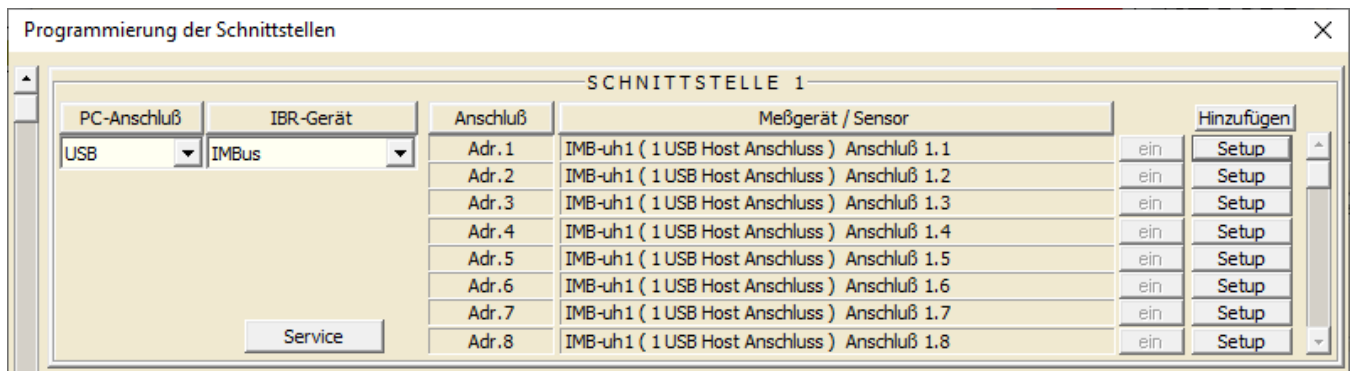 Programmierung der Schnittstellen
SCHNITTSTELLE 1
PC-Anschluß IBR-Gerät Anschluß Meßgerät / Sensor Hinzufügen
USB IMBus Adr.1 IMB-uh1 ( 1 USB Host Anschluss ) Anschluß 1.1 ein Setup
Adr.2 IMB-uh1 ( 1 USB Host Anschluss ) Anschluß 1.2 ein Setup
Adr.3 IMB-uh1 ( 1 USB Host Anschluss ) Anschluß 1.3 ein Setup
Adr.4 IMB-uh1 ( 1 USB Host Anschluss ) Anschluß 1.4 ein Setup
Adr.5 IMB-uh1 ( 1 USB Host Anschluss ) Anschluß 1.5 ein Setup
Adr.6 IMB-uh1 ( 1 USB Host Anschluss ) Anschluß 1.6 ein Setup
Adr.7 IMB-uh1 ( 1 USB Host Anschluss ) Anschluß 1.7 ein Setup
Service Adr.8 IMB-uh1 ( 1 USB Host Anschluss ) Anschluß 1.8 ein Setup